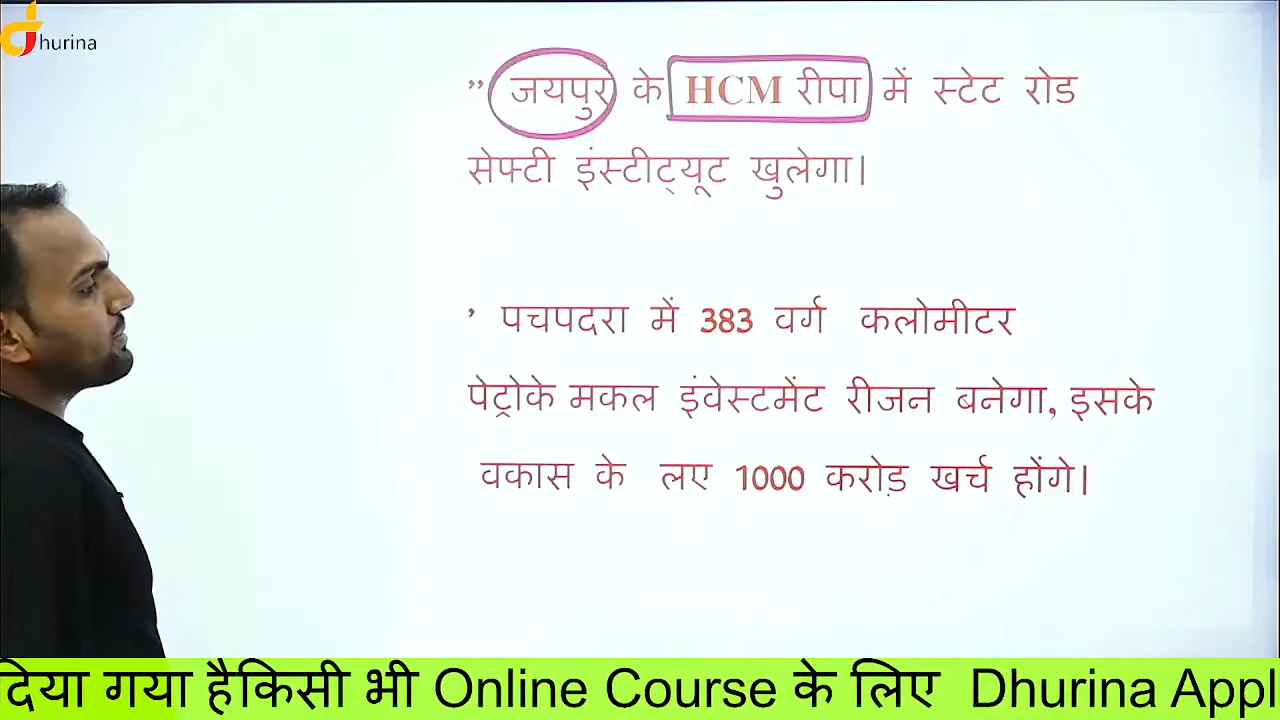 hurina
” जयपुर के HCM रीपा में स्टेट रोड
सेफ्टी इंस्टीट्यूट खुलेगा।
’ पचपदरा में 383 वर्ग कलोमीटर
पेट्रोके मकल इंवेस्टमेंट रीजन बनेगा, इसके
वकास के लए 1000 करोड़ खर्च होंगे।
दिया गया हैकिसी भी Online Course के लिए Dhurina Appl